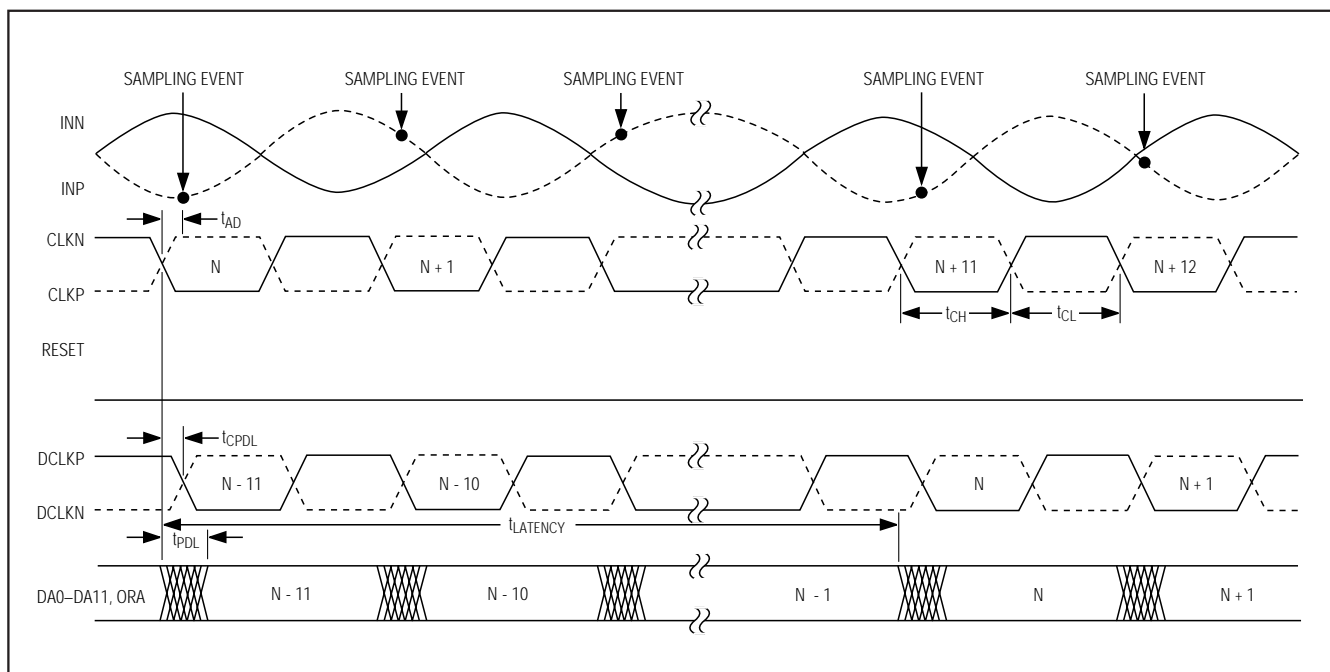 SAMPLING EVENT SAMPLING EVENT SAMPLING EVENT SAMPLING EVENT SAMPLING EVENT
INN
INP
tAD
CLKN
N N + 1 N + 11 N + 12
CLKP
tCH tCL
RESET
tCPDL
DCLKP
N - 11 N - 10 N N + 1
DCLKN
tLATENCY
tPDL
DA0–DA11, ORA N - 11 N - 10 N - 1 N N + 1